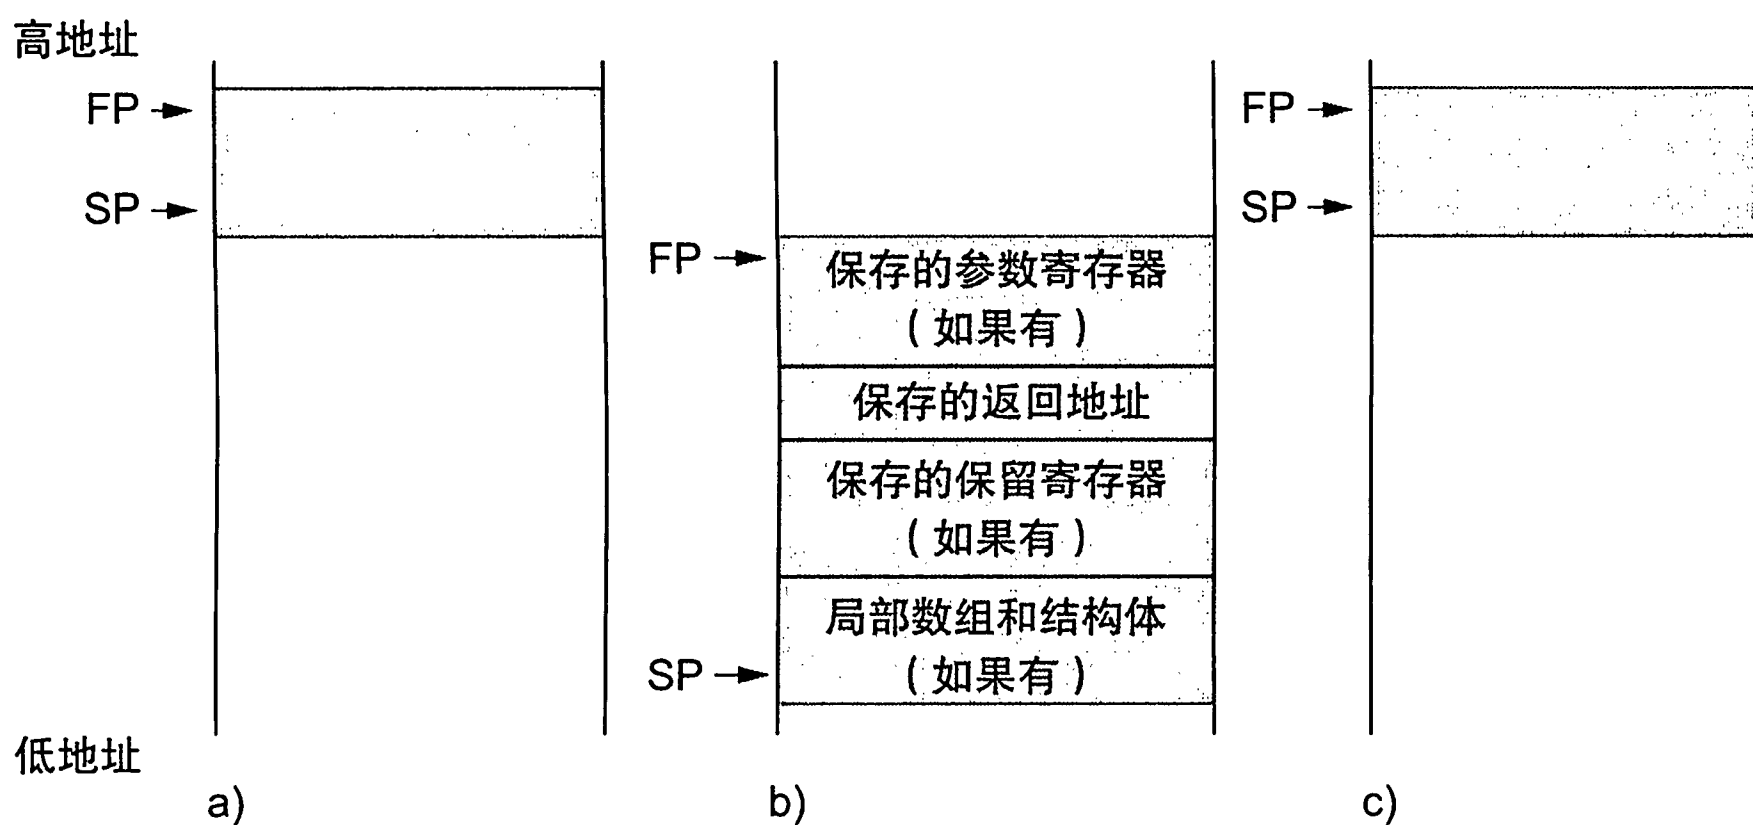 高地址
FP
SP
FP
保存的参数寄存器
（如果有）
保存的返回地址
保存的保留寄存器
（如果有）
局部数组和结构体
（如果有）
SP
FP
SP
低地址
a)
b)
c)